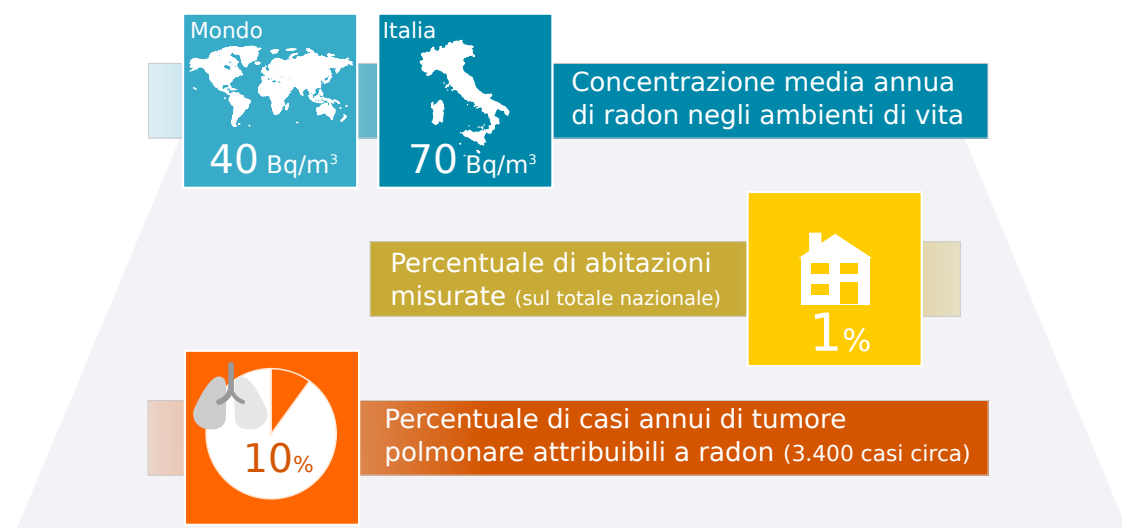 Mondo
40 Bq/m³
Italia
70 Bq/m³
Concentrazione media annua
di radon negli ambienti di vita
Percentuale di abitazioni
misurate (sul totale nazionale)
1%
10%
Percentuale di casi annui di tumore
polmonare attribuibili a radon (3.400 casi circa)